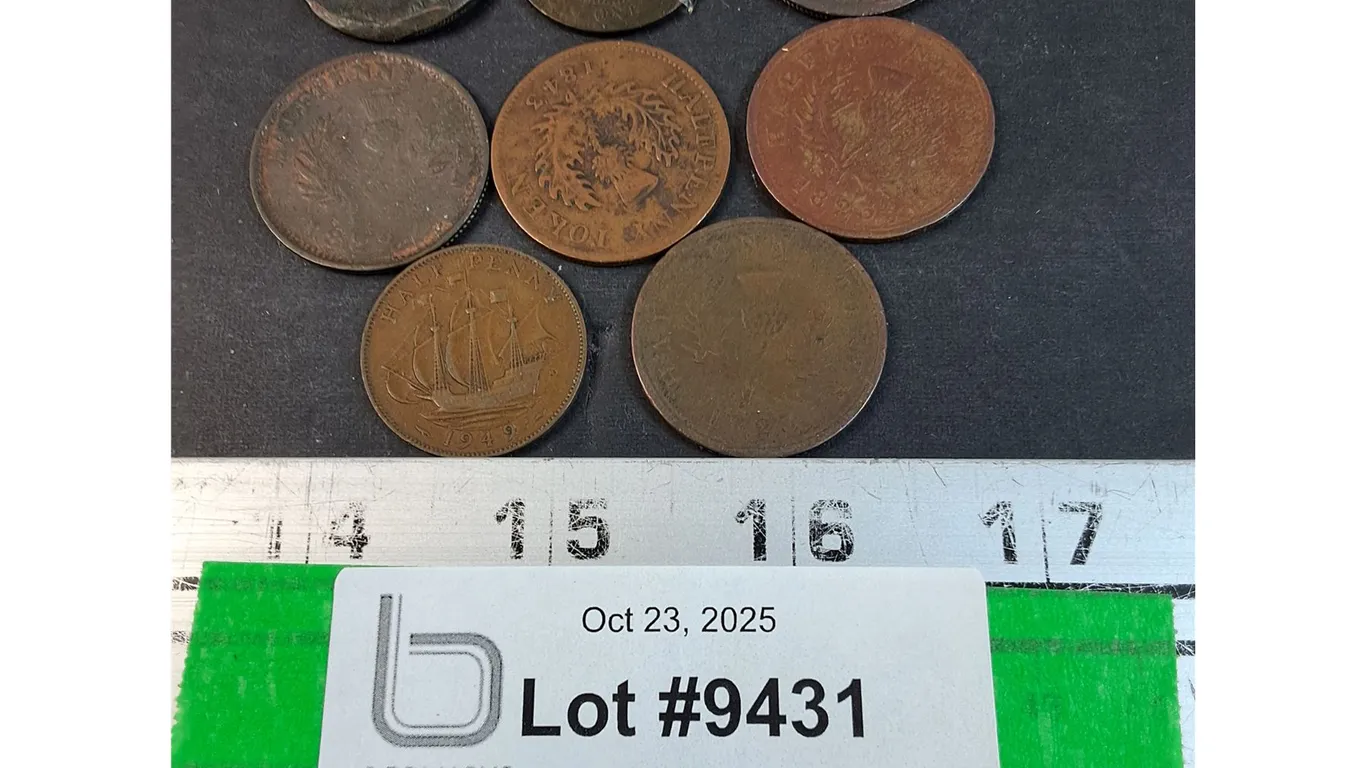 1843
HALFPENNY TOKEN
HALF PENNY
1949
14 15 16 17
Oct 23, 2025
b
Lot #9431